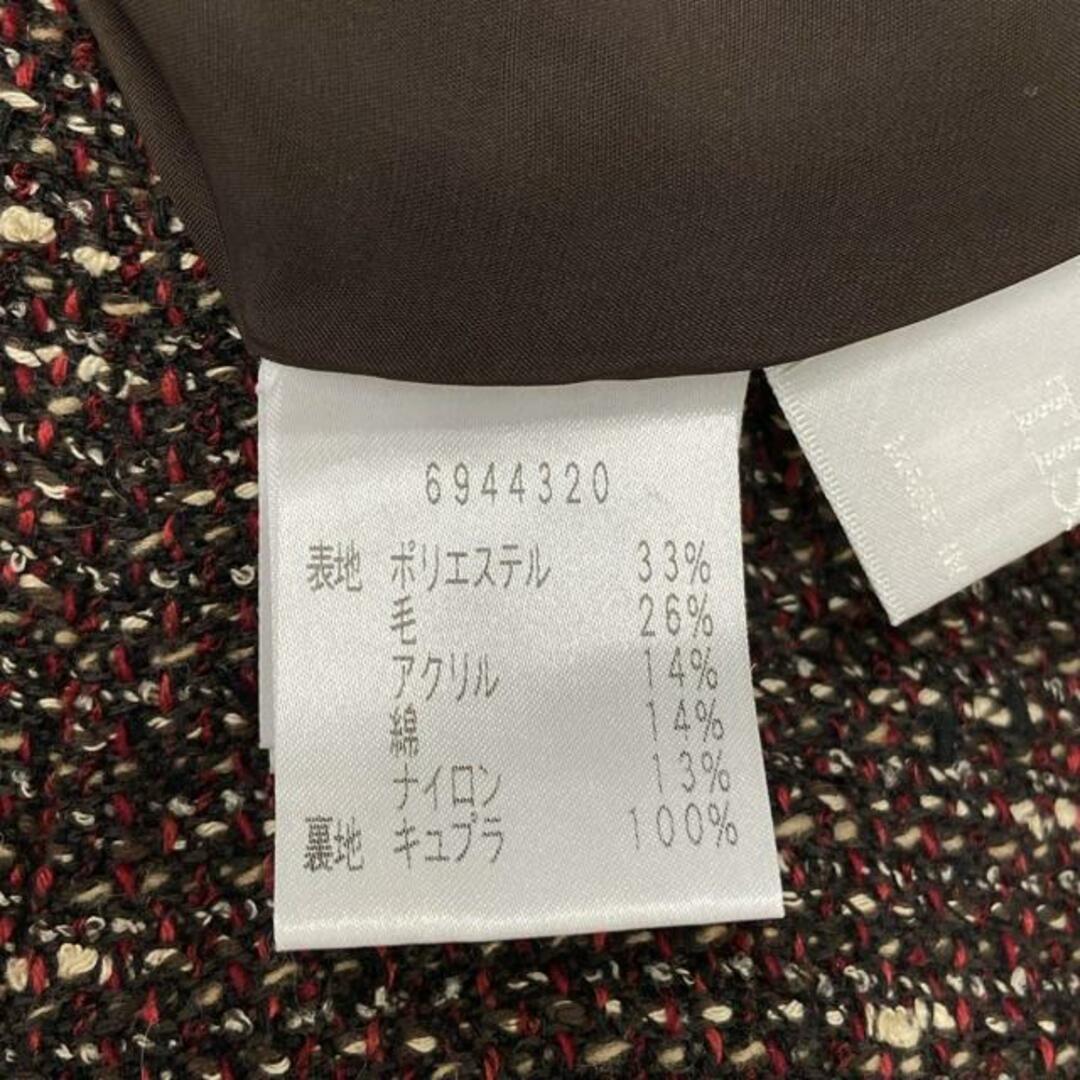 6944320
表地 ポリエステル 33%
毛 26%
アクリル 14%
綿 14%
ナイロン 13%
裏地 キュプラ 100%